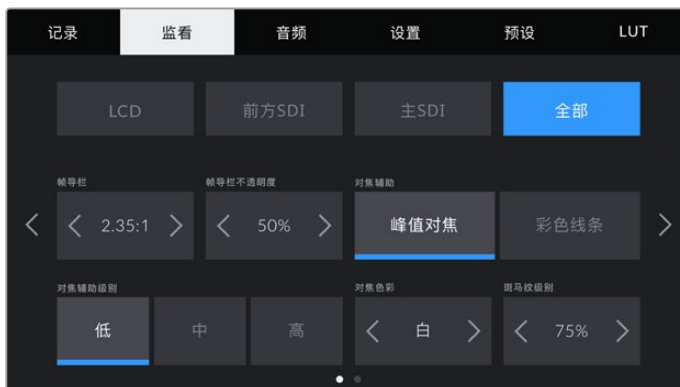 记录 监看 音频 设置 预设 LUT
LCD 前方SDI 主SDI 全部
帧导栏 帧导栏不透明度 对焦辅助
2.35:1 50% 峰值对焦 彩色线条
对焦辅助级别 对焦色彩 斑马纹级别
低 中 高 白 75%